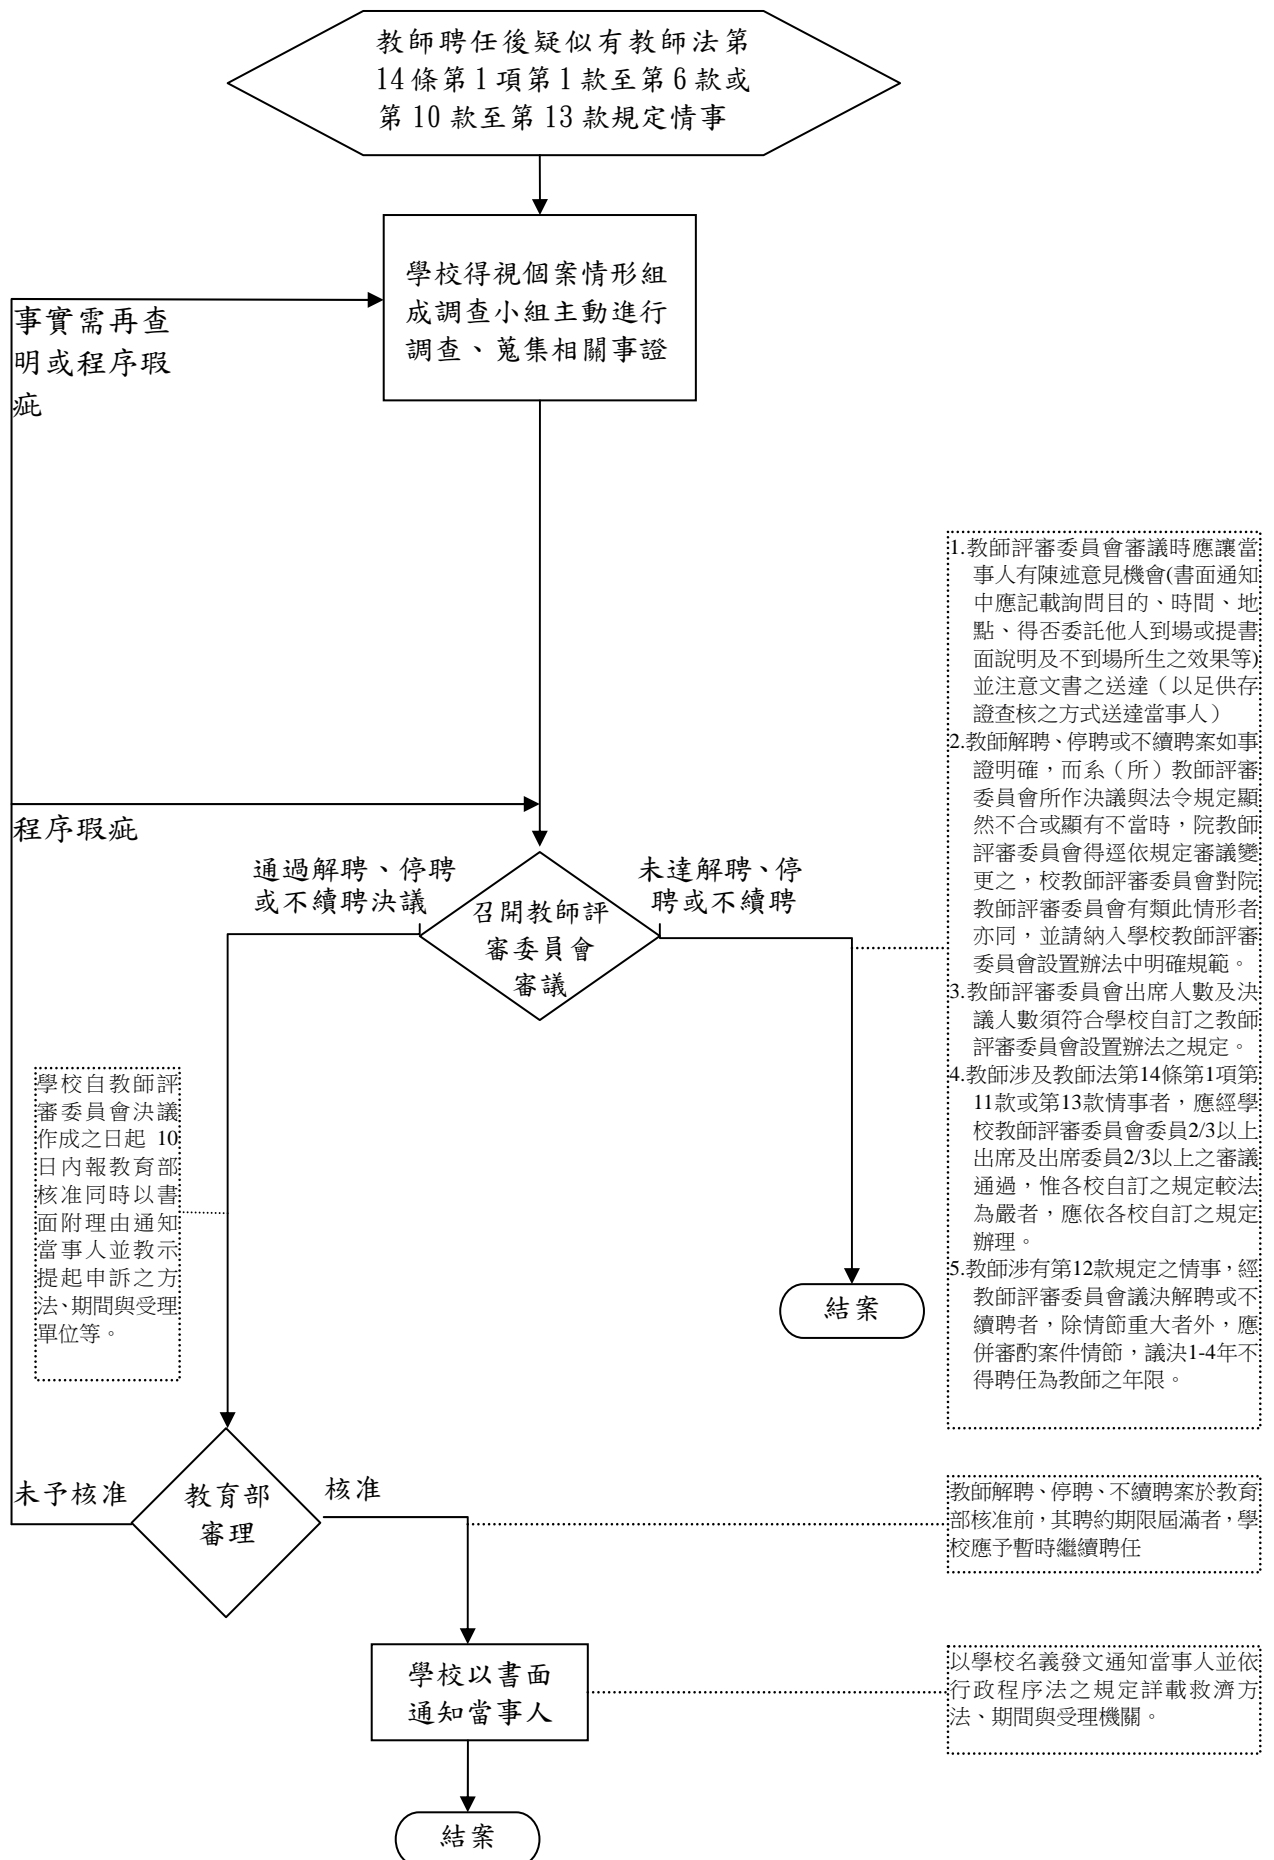 教師聘任後疑似有教師法第
14條第1項第1款至第6款或
第10款至第13款規定情事
學校得視個案情形組
成調查小組主動進行
調查、蒐集相關事證
事實需再查
明或程序瑕
疵
1.教師評審委員會審議時應讓當
事人有陳述意見機會(書面通知
中應記載詢問目的、時間、地
點、得否委託他人到場或提書
面說明及不到場所生之效果等)
並注意文書之送達（以足供存
證查核之方式送達當事人）
2.教師解聘、停聘或不續聘案如事
證明確，而系（所）教師評審
委員會所作決議與法令規定顯
然不合或顯有不當時，院教師
評審委員會得逕依規定審議變
更之，校教師評審委員會對院
教師評審委員會有類此情形者
亦同，並請納入學校教師評審
委員會設置辦法中明確規範。
3.教師評審委員會出席人數及決
議人數須符合學校自訂之教師
評審委員會設置辦法之規定。
4.教師涉及教師法第14條第1項第
11款或第13款情事者，應經學
校教師評審委員會委員2/3以上
出席及出席委員2/3以上之審議
通過，惟各校自訂之規定較法
為嚴者，應依各校自訂之規定
辦理。
5.教師涉有第12款規定之情事，經
教師評審委員會議決解聘或不
續聘者，除情節重大者外，應
併審酌案件情節，議決1-4年不
得聘任為教師之年限。
程序瑕疵
通過解聘、停聘
或不續聘決議
未達解聘、停
聘或不續聘
召開教師評
審委員會
審議
學校自教師評
審委員會決議
作成之日起 10
日內報教育部
核准同時以書
面附理由通知
當事人並教示
提起申訴之方
法、期間與受理
單位等。
結案
未予核准
教育部
審理
核准
教師解聘、停聘、不續聘案於教育
部核准前，其聘約期限屆滿者，學
校應予暫時繼續聘任
學校以書面
通知當事人
以學校名義發文通知當事人並依
行政程序法之規定詳載救濟方
法、期間與受理機關。
結案